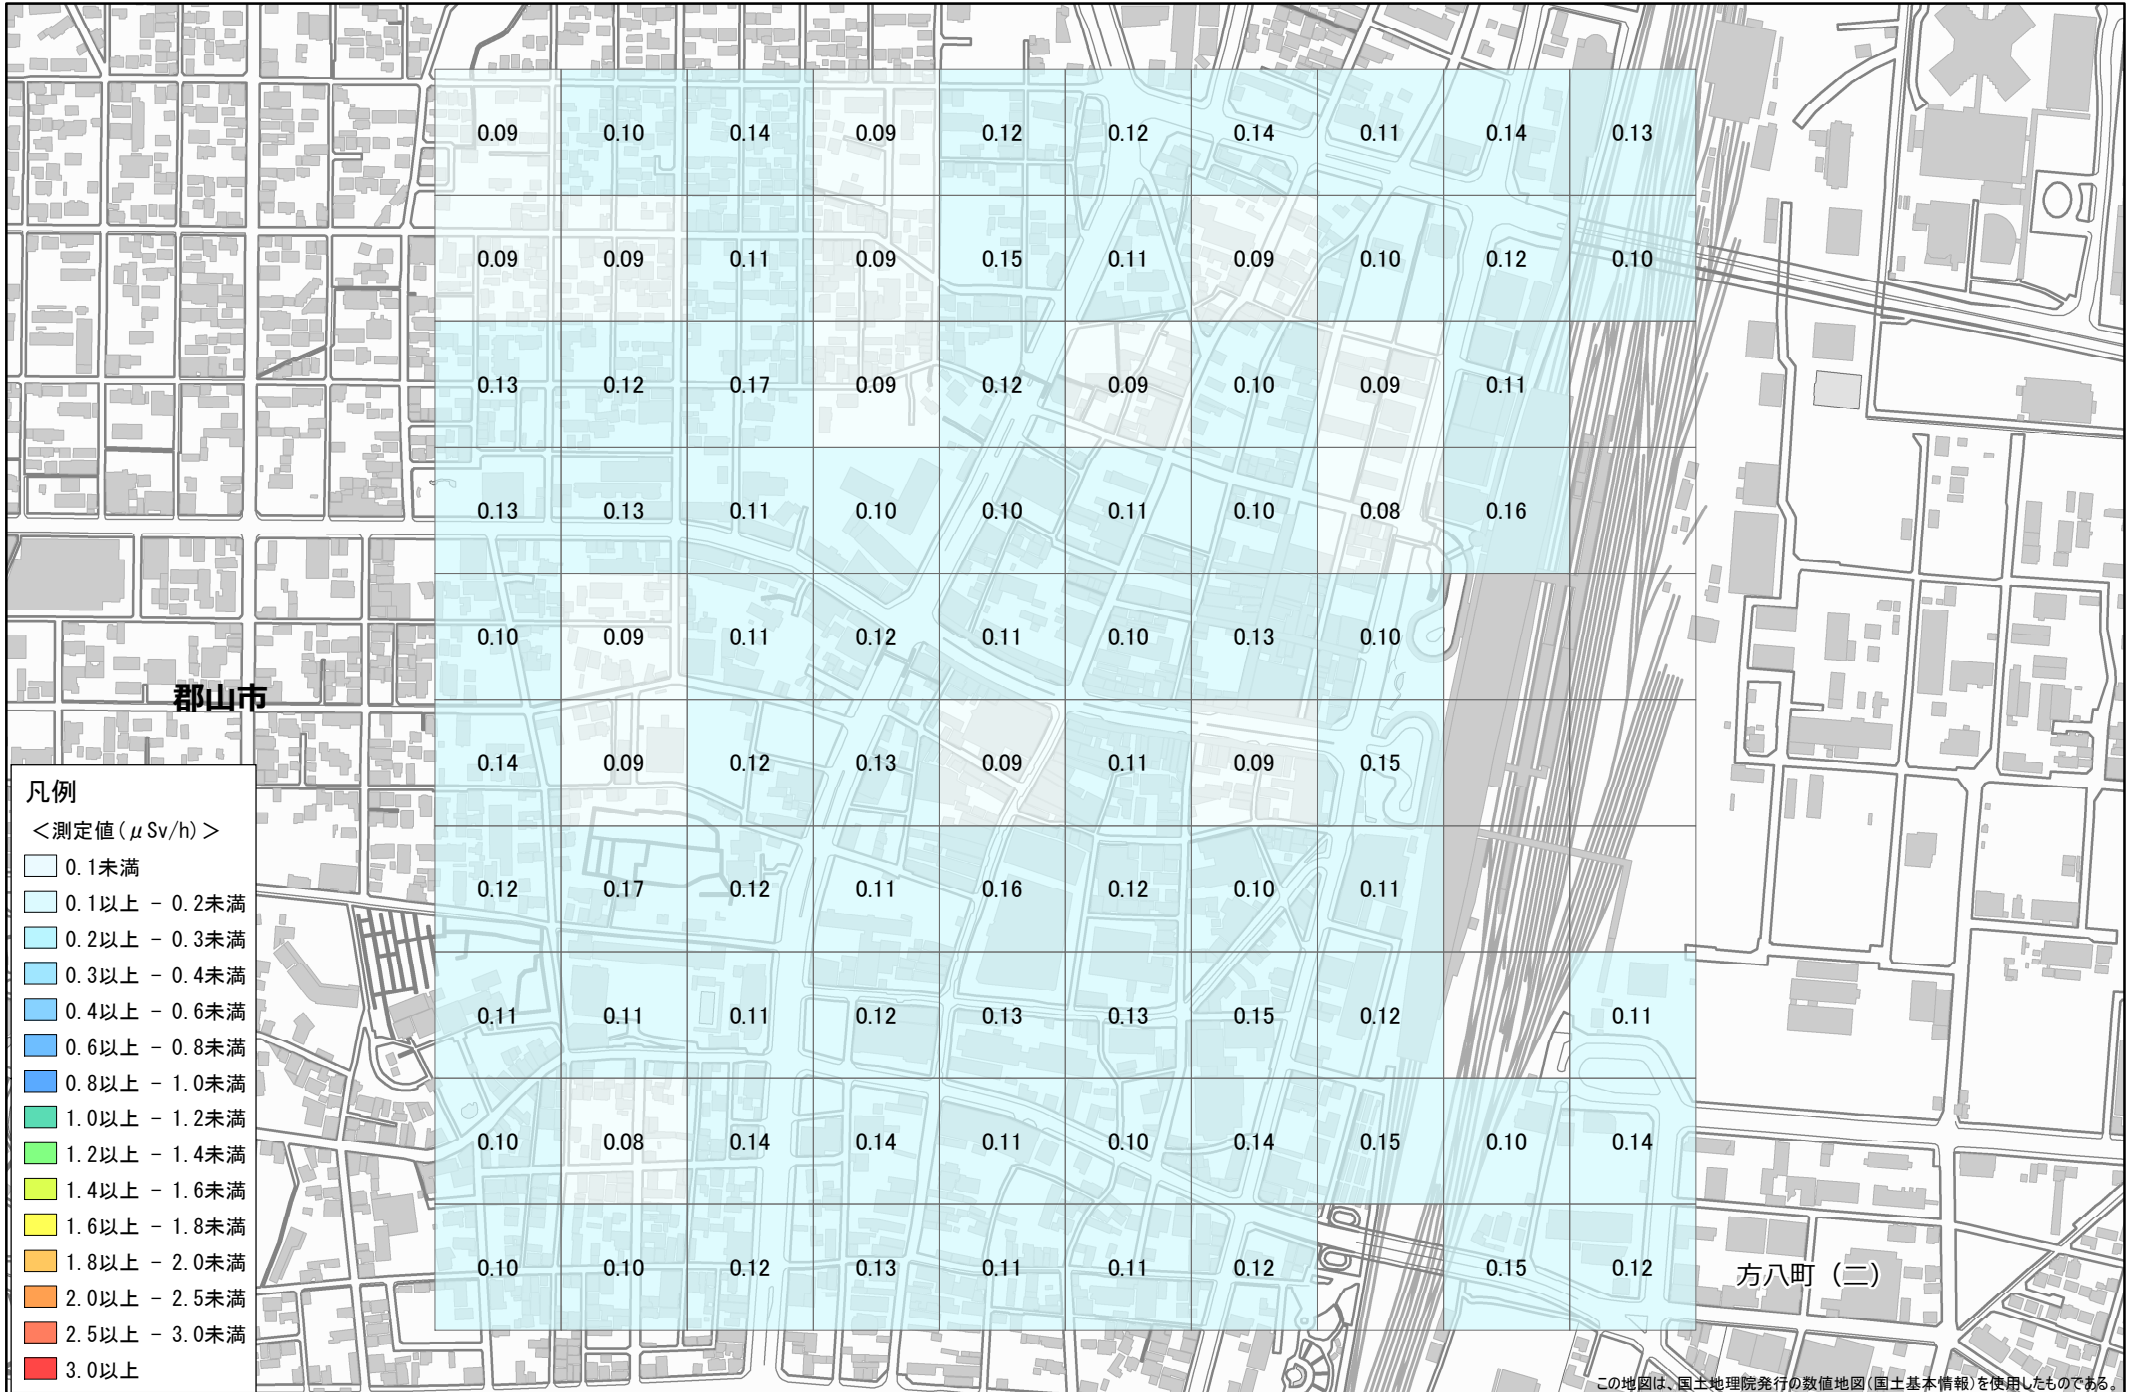 0.09 0.10 0.14 0.09 0.12 0.12 0.14 0.11 0.14 0.13
0.09 0.09 0.11 0.09 0.15 0.11 0.09 0.10 0.12 0.10
0.13 0.12 0.17 0.09 0.12 0.09 0.10 0.09 0.11
0.13 0.13 0.11 0.10 0.10 0.11 0.10 0.08 0.16
0.10 0.09 0.11 0.12 0.11 0.10 0.13 0.10
郡山市
0.14 0.09 0.12 0.13 0.09 0.11 0.09 0.15
0.12 0.17 0.12 0.11 0.16 0.12 0.10 0.11
0.11 0.11 0.11 0.12 0.13 0.13 0.15 0.12 0.11
0.10 0.08 0.14 0.14 0.11 0.10 0.14 0.15 0.10 0.14
0.10 0.10 0.12 0.13 0.11 0.11 0.12 0.15 0.12
方八町（二）
凡例
＜測定値(μSv/h)＞
0.1未満
0.1以上 - 0.2未満
0.2以上 - 0.3未満
0.3以上 - 0.4未満
0.4以上 - 0.6未満
0.6以上 - 0.8未満
0.8以上 - 1.0未満
1.0以上 - 1.2未満
1.2以上 - 1.4未満
1.4以上 - 1.6未満
1.6以上 - 1.8未満
1.8以上 - 2.0未満
2.0以上 - 2.5未満
2.5以上 - 3.0未満
3.0以上
この地図は、国土地理院発行の数値地図(国土基本情報)を使用したものである。